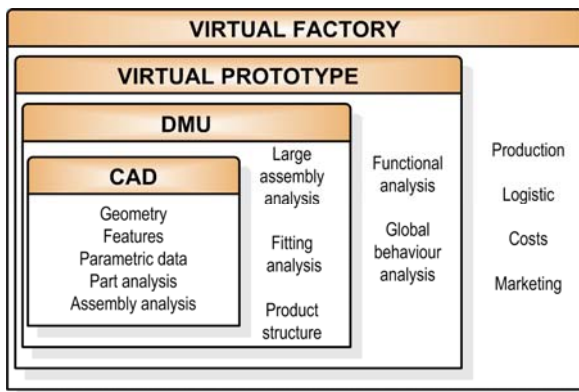 VIRTUAL FACTORY
VIRTUAL PROTOTYPE
DMU
CAD
Geometry
Features
Parametric data
Part analysis
Assembly analysis
Large
assembly
analysis
Fitting
analysis
Product
structure
Functional
analysis
Global
behaviour
analysis
Production
Logistic
Costs
Marketing